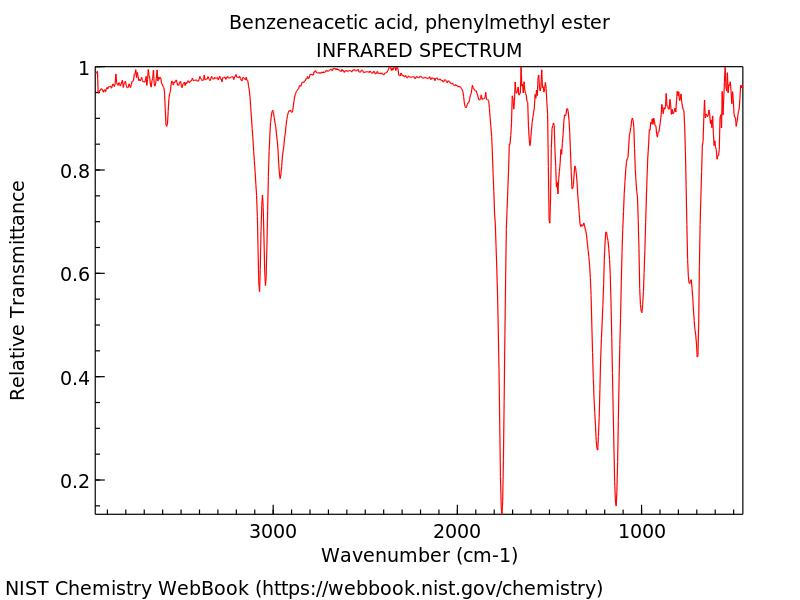 Benzeneacetic acid, phenylmethyl ester
INFRARED SPECTRUM
1
0.8
0.6
0.4
0.2
Relative Transmittance
3000 2000 1000
Wavenumber (cm-1)
NIST Chemistry WebBook (https://webbook.nist.gov/chemistry)